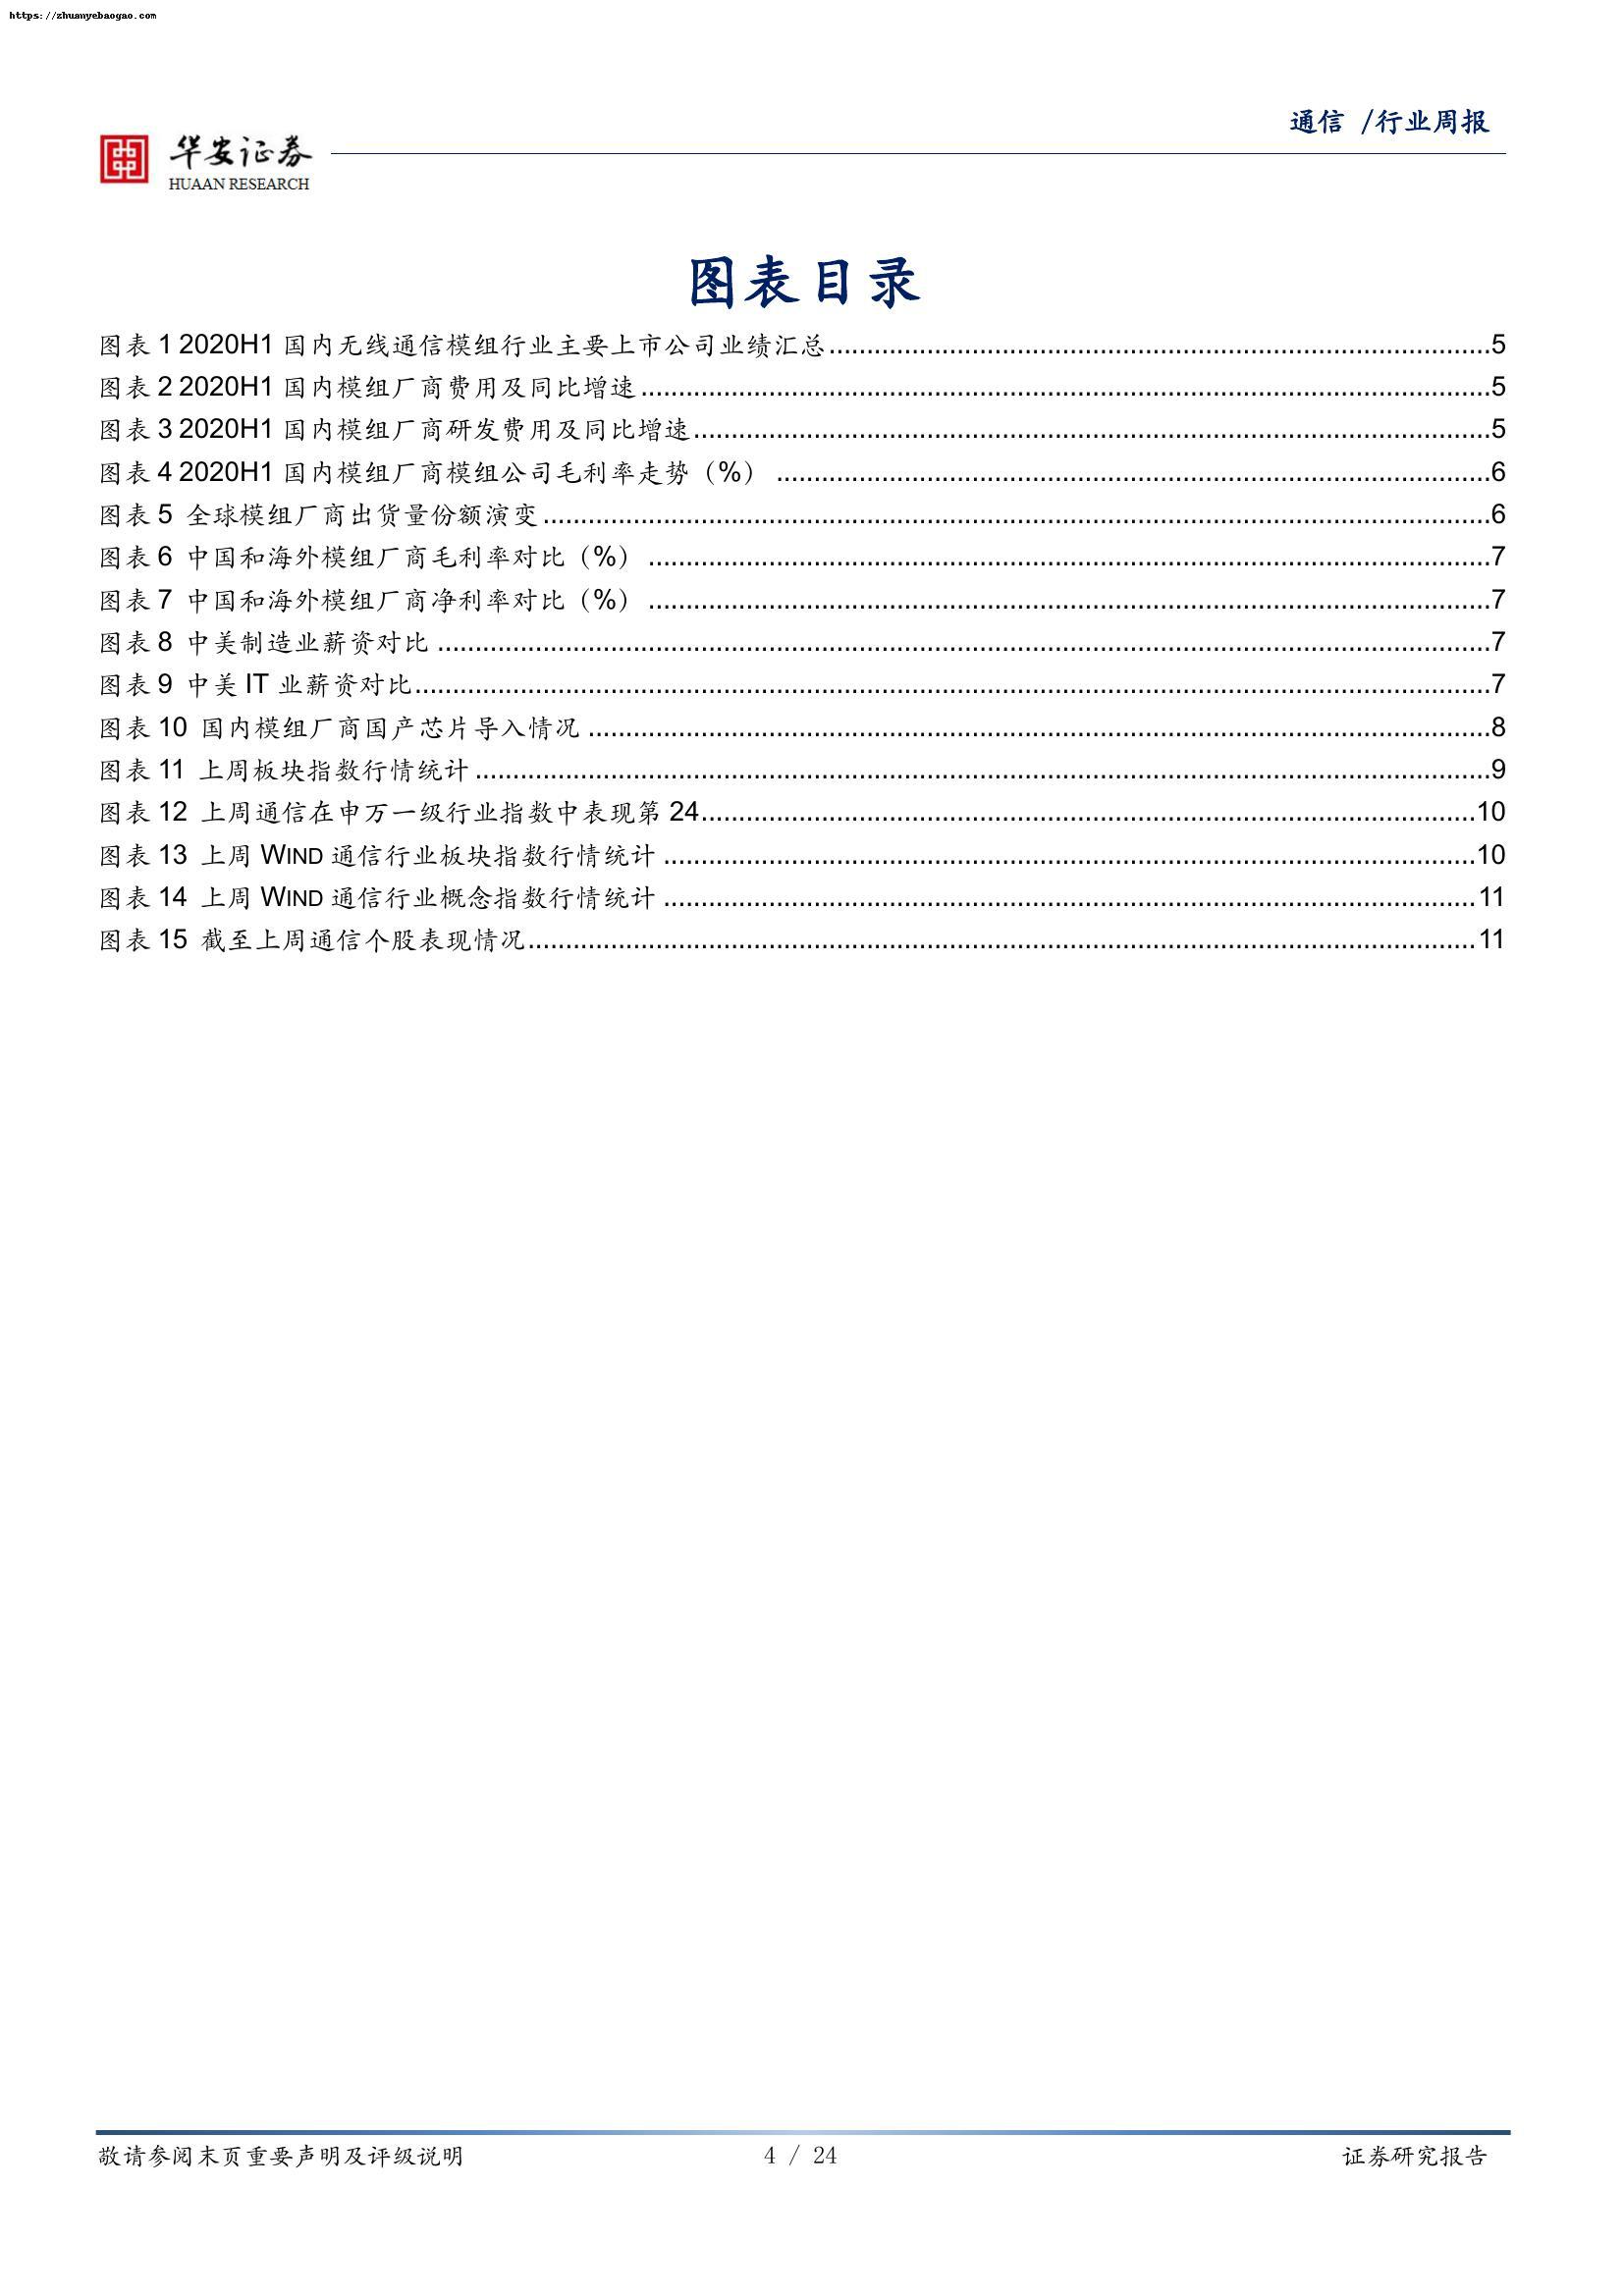 https://zhuanyebaogao.com
通信 /行业周报
华安证券
HUAAN RESEARCH
图表目录
图表 1 2020H1 国内无线通信模组行业主要上市公司业绩汇总....................5
图表 2 2020H1 国内模组厂商费用及同比增速....................5
图表 3 2020H1 国内模组厂商研发费用及同比增速....................5
图表 4 2020H1 国内模组厂商模组公司毛利率走势（%）....................6
图表 5 全球模组厂商出货量份额演变....................6
图表 6 中国和海外模组厂商毛利率对比（%）....................7
图表 7 中国和海外模组厂商净利率对比（%）....................7
图表 8 中美制造业薪资对比....................7
图表 9 中美 IT 业薪资对比....................7
图表 10 国内模组厂商国产芯片导入情况....................8
图表 11 上周板块指数行情统计....................9
图表 12 上周通信在申万一级行业指数中表现第 24....................10
图表 13 上周 WIND 通信行业板块指数行情统计....................10
图表 14 上周 WIND 通信行业概念指数行情统计....................11
图表 15 截至上周通信个股表现情况....................11
敬请参阅末页重要声明及评级说明
4 / 24
证券研究报告